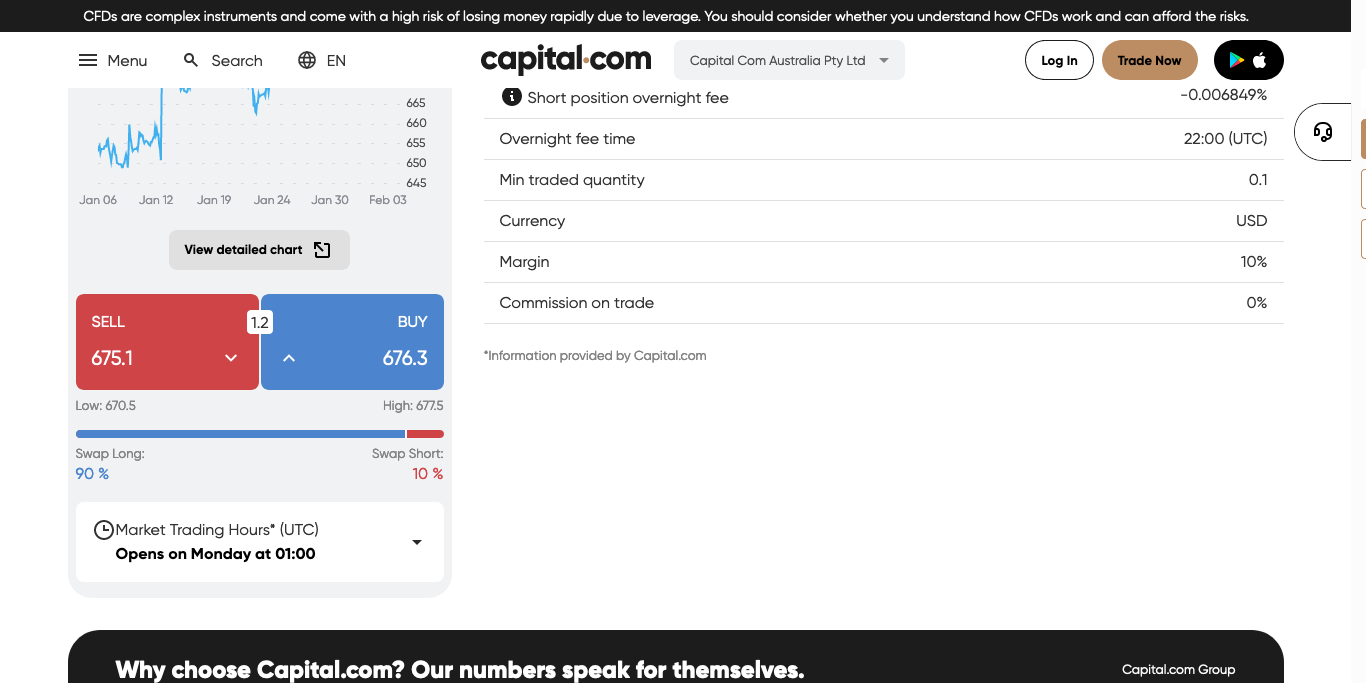 CFDs are complex instruments and come with a high risk of losing money rapidly due to leverage. You should consider whether you understand how CFDs work and can afford the risks.
Menu Search EN capital.com Capital Com Australia Pty Ltd Log In Trade Now
665
660
655
650
645
Jan 06 Jan 12 Jan 19 Jan 24 Jan 30 Feb 03
View detailed chart
SELL 1.2 BUY
675.1 676.3
Low: 670.5 High: 677.5
Swap Long: Swap Short:
90 % 10 %
Market Trading Hours* (UTC)
Opens on Monday at 01:00
Short position overnight fee -0.006849%
Overnight fee time 22:00 (UTC)
Min traded quantity 0.1
Currency USD
Margin 10%
Commission on trade 0%
*Information provided by Capital.com
Why choose Capital.com? Our numbers speak for themselves. Capital.com Group